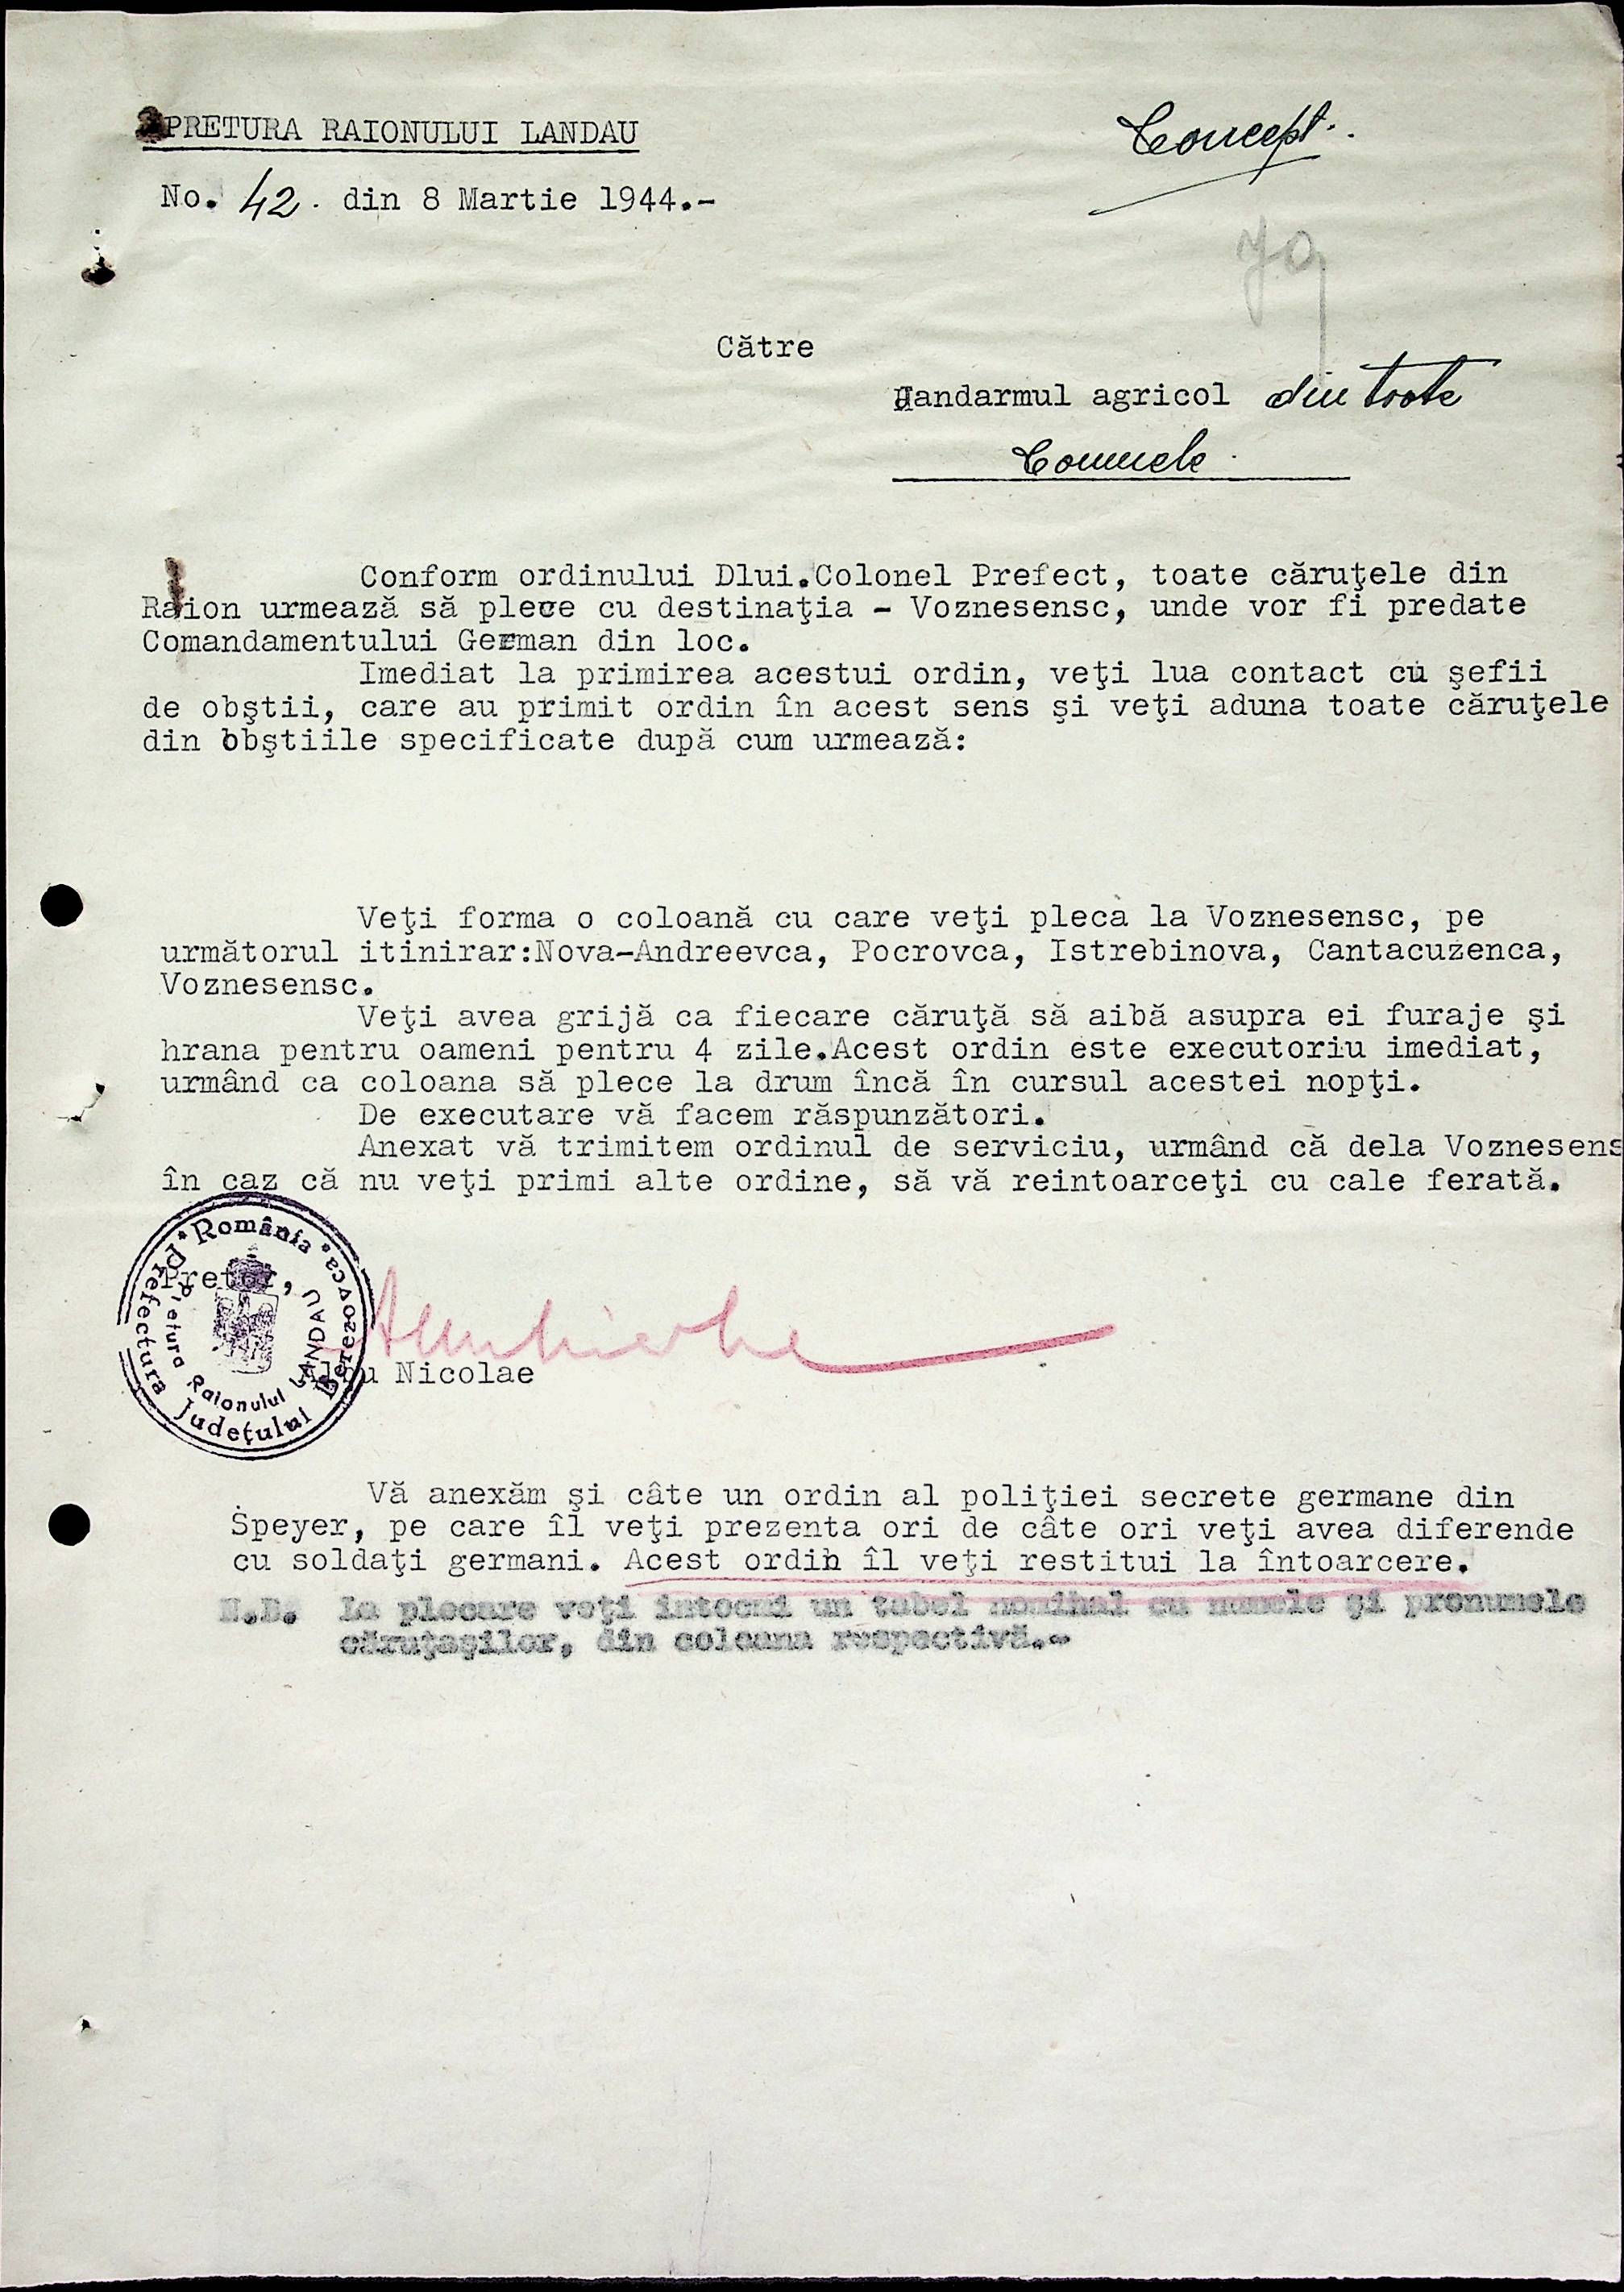 PRETURA RAIONULUI LANDAU
Concept.
No. 42. din 8 Martie 1944.-
Către
Jandarmul agricol din toate
Comunele.
Conform ordinului Dlui.Colonel Prefect, toate căruţele din
Raion urmează să plece cu destinaţia - Voznesensc, unde vor fi predate
Comandamentului German din loc.
Imediat la primirea acestui ordin, veţi lua contact cu şefii
de obştii, care au primit ordin în acest sens şi veţi aduna toate căruţele
din obştiile specificate după cum urmează:
Veţi forma o coloană cu care veţi pleca la Voznesensc, pe
următorul itinirar:Nova-Andreevca, Pocrovca, Istrebinova, Cantacuzenca,
Voznesensc.
Veţi avea grijă ca fiecare căruţă să aibă asupra ei furaje şi
hrana pentru oameni pentru 4 zile.Acest ordin este executoriu imediat,
urmând ca coloana să plece la drum încă în cursul acestei nopţi.
De executare vă facem răspunzători.
Anexat vă trimitem ordinul de serviciu, urmând că dela Voznesens
în caz că nu veţi primi alte ordine, să vă reintoarceţi cu cale ferată.
Pretor,
România * Prefectura Judeţului Berezovca *
Pretura Raionului LANDAU
Nicolae
Vă anexăm şi câte un ordin al poliţiei secrete germane din
Speyer, pe care îl veţi prezenta ori de câte ori veţi avea diferende
cu soldaţi germani. Acest ordin îl veţi restitui la întoarcere.
N.B. La plecare veţi intocmi un tabel nominal cu numele şi pronumele
căruţaşilor, din coloana respectivă.-